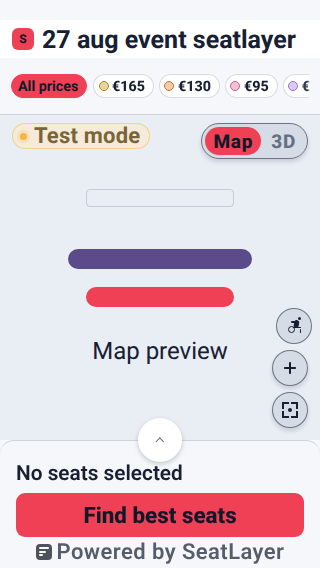 S 27 aug event seatlayer
All prices €165 €130 €95 €
Test mode Map 3D
Map preview
No seats selected
Find best seats
Powered by SeatLayer